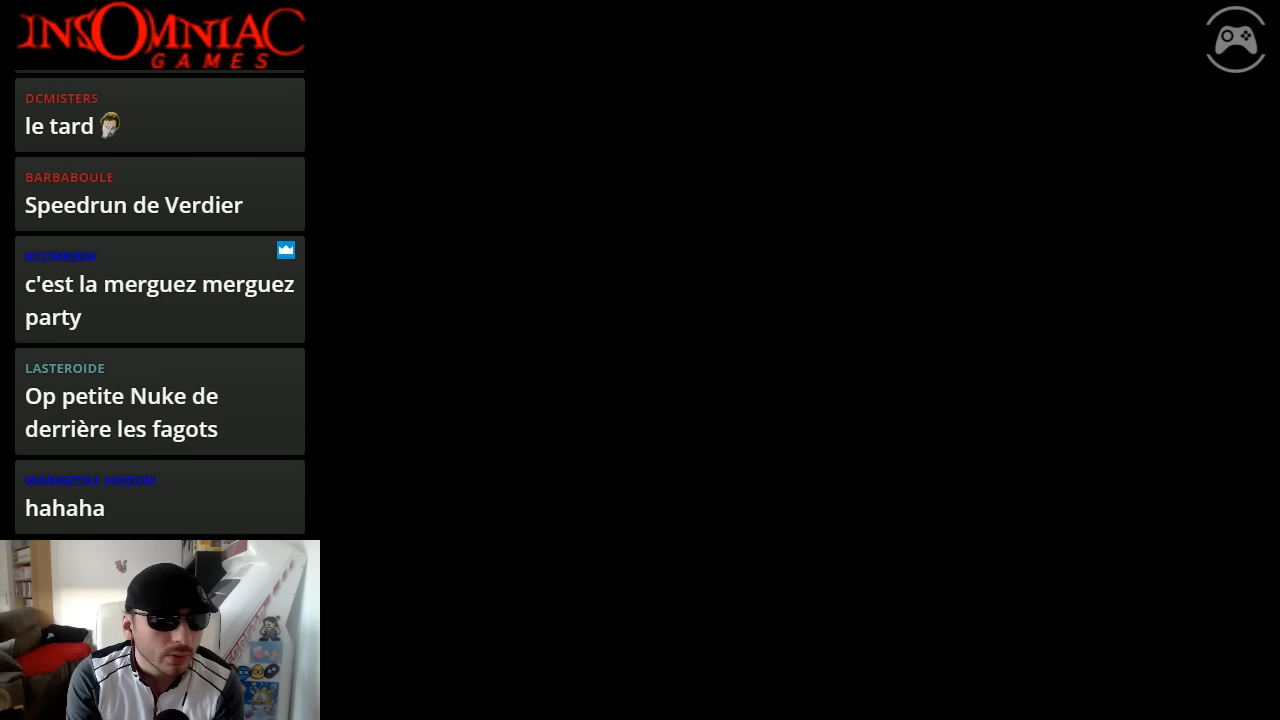 INSOMNIAC
GAMES
DCMISTERS
le tard
BARBABOULE
Speedrun de Verdier
c'est la merguez merguez
party
LASTEROIDE
Op petite Nuke de
derrière les fagots
MANGETSU_HOZUKI
hahaha